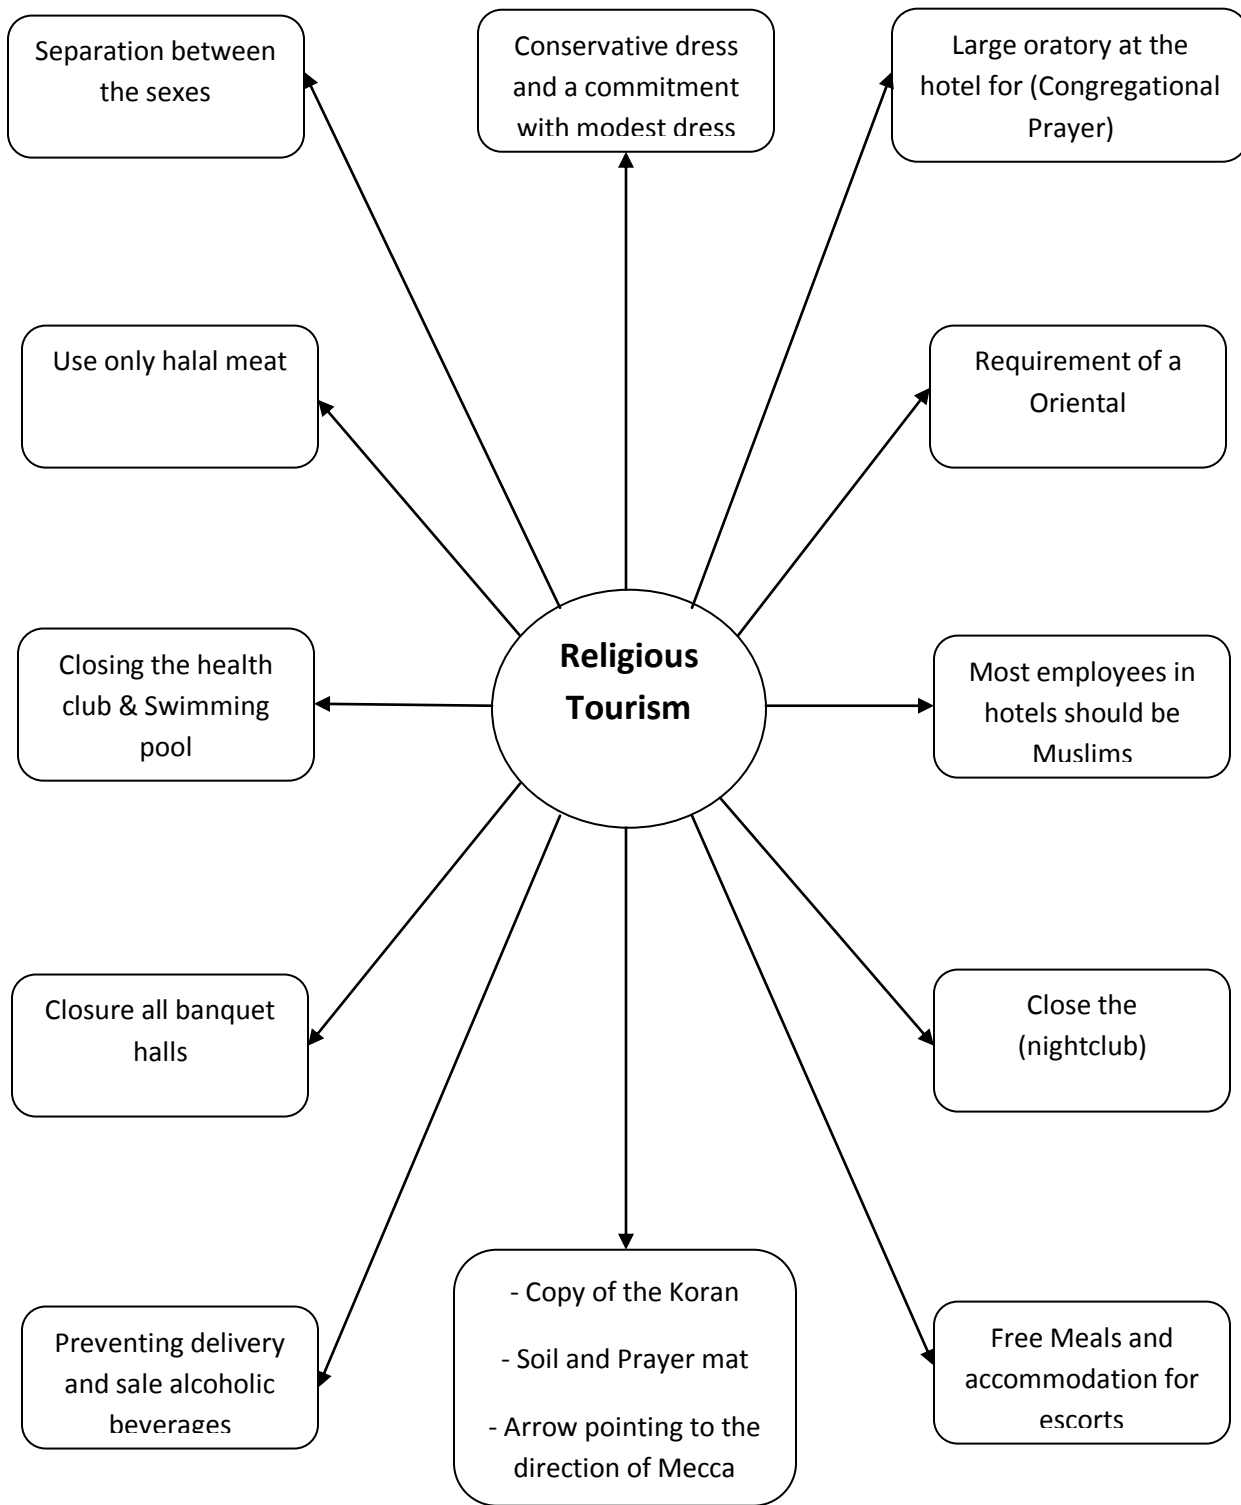 Separation between
the sexes
Conservative dress
and a commitment
with modest dress
Large oratory at the
hotel for (Congregational
Prayer)
Use only halal meat
Requirement of a
Oriental
Religious
Tourism
Closing the health
club & Swimming
pool
Most employees in
hotels should be
Muslims
Closure all banquet
halls
Close the
(nightclub)
Preventing delivery
and sale alcoholic
beverages
- Copy of the Koran
- Soil and Prayer mat
- Arrow pointing to the
direction of Mecca
Free Meals and
accommodation for
escorts